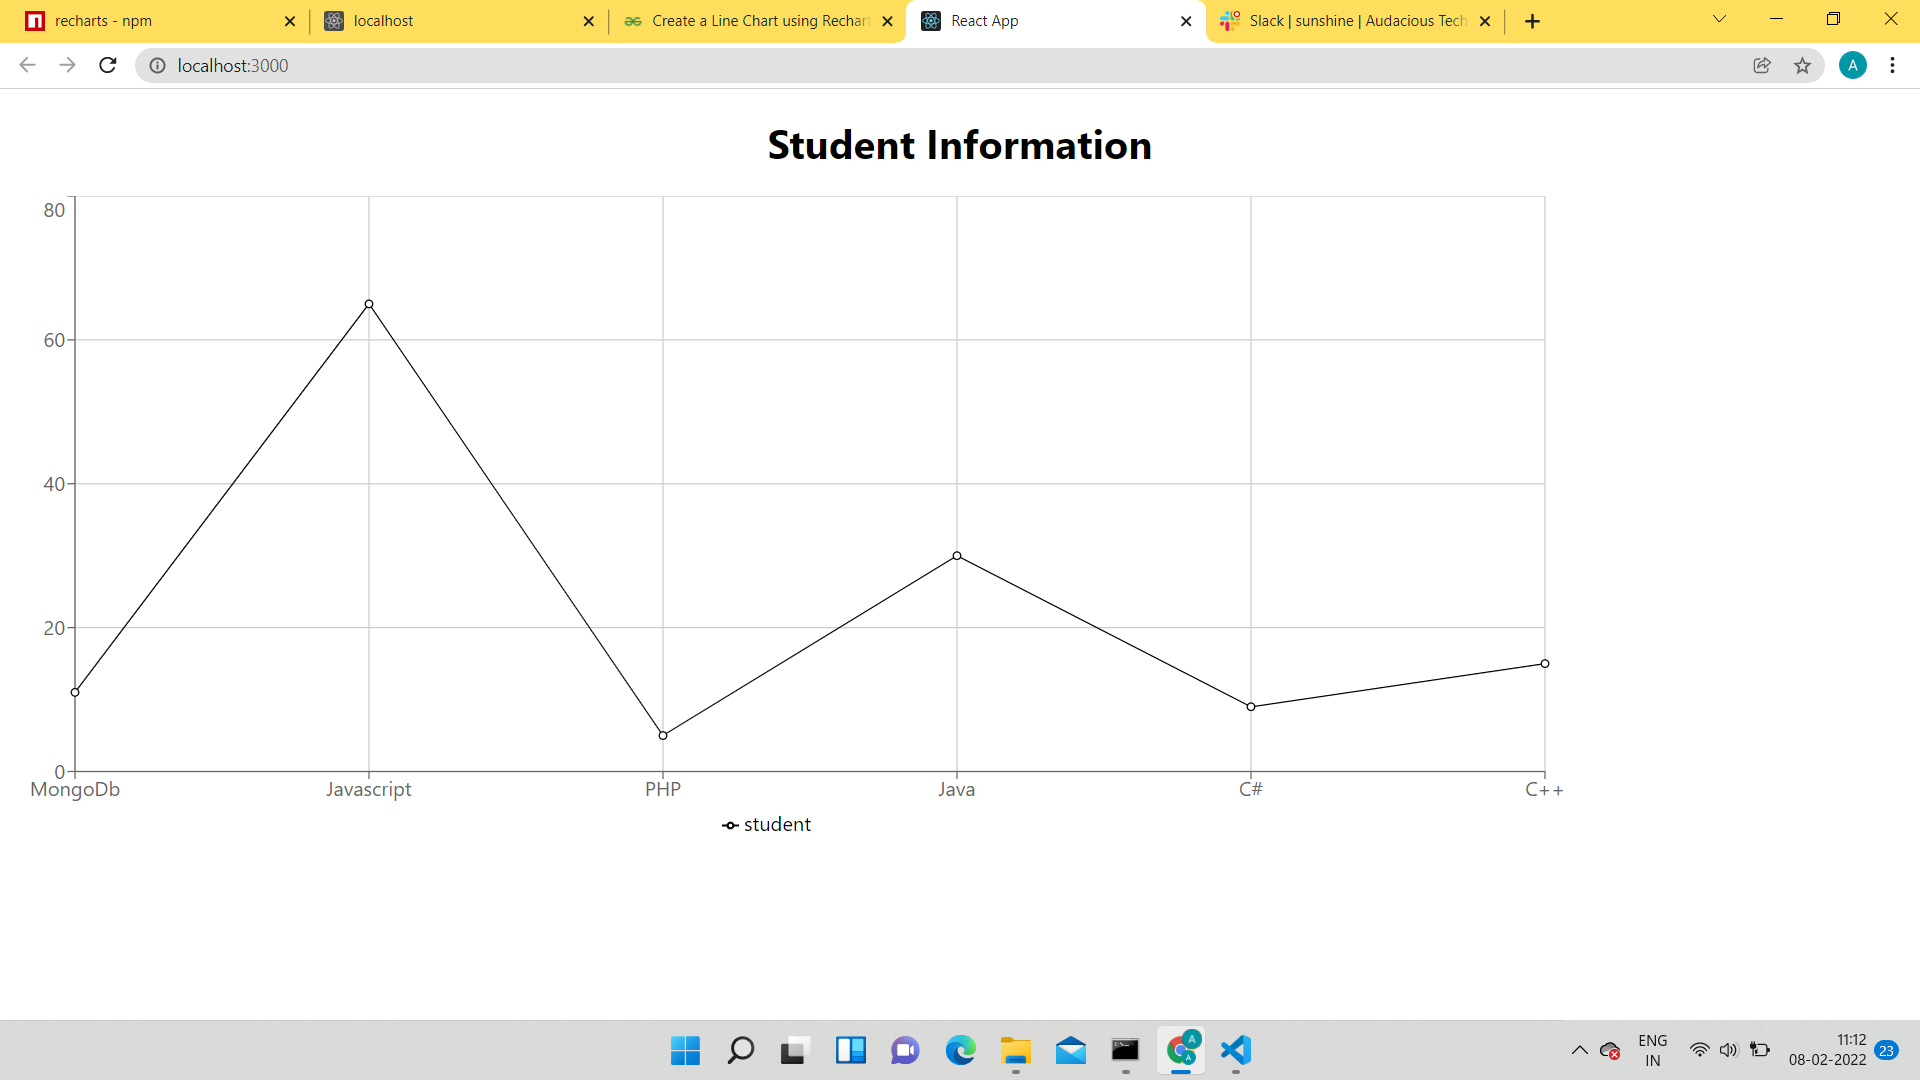 recharts - npm
localhost
Create a Line Chart using Rechart
React App
Slack | sunshine | Audacious Tech
localhost:3000
A
Student Information
80
60
40
20
0
MongoDb Javascript PHP Java C# C++
student
A
A
ENG
IN
11:12
08-02-2022
23